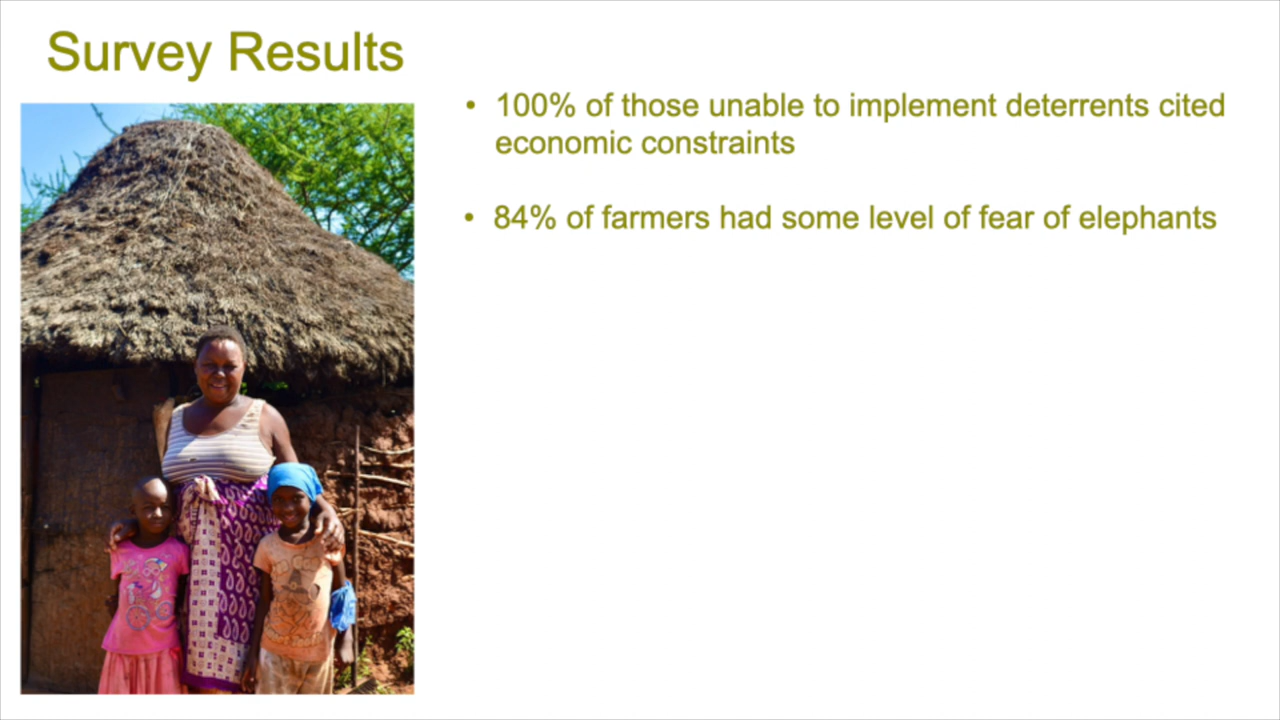 Survey Results
• 100% of those unable to implement deterrents cited
economic constraints
• 84% of farmers had some level of fear of elephants